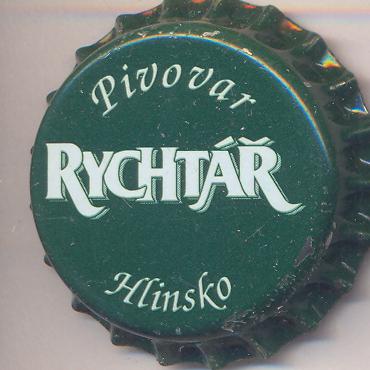 Pivovar
RYCHTÁŘ
Hlinsko